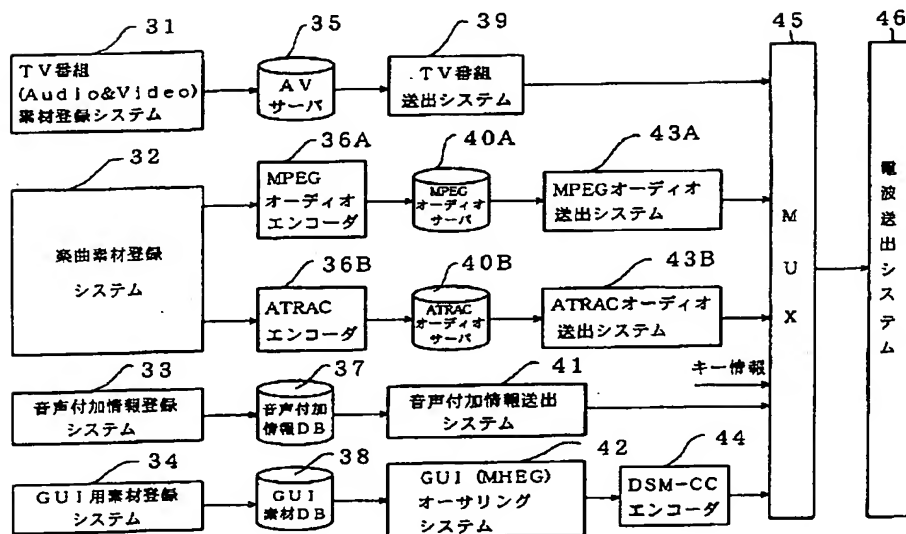 31
35
39
45
46
TV番組
(Audio&Video)
素材登録システム
AV
サーバ
TV番組
送出システム
32
36A
40A
43A
MPEG
オーディオ
エンコーダ
MPEG
オーディオ
サーバ
MPEGオーディオ
送出システム
楽曲素材登録
システム
36B
40B
43B
ATRAC
エンコーダ
ATRAC
オーディオ
サーバ
ATRACオーディオ
送出システム
MUX
電波送出システム
キー情報
33
37
41
音声付加情報登録
システム
音声付加
情報DB
音声付加情報送出
システム
34
38
42
44
GUI用素材登録
システム
GUI
素材DB
GUI(MHEG)
オーサリング
システム
DSM-CC
エンコーダ